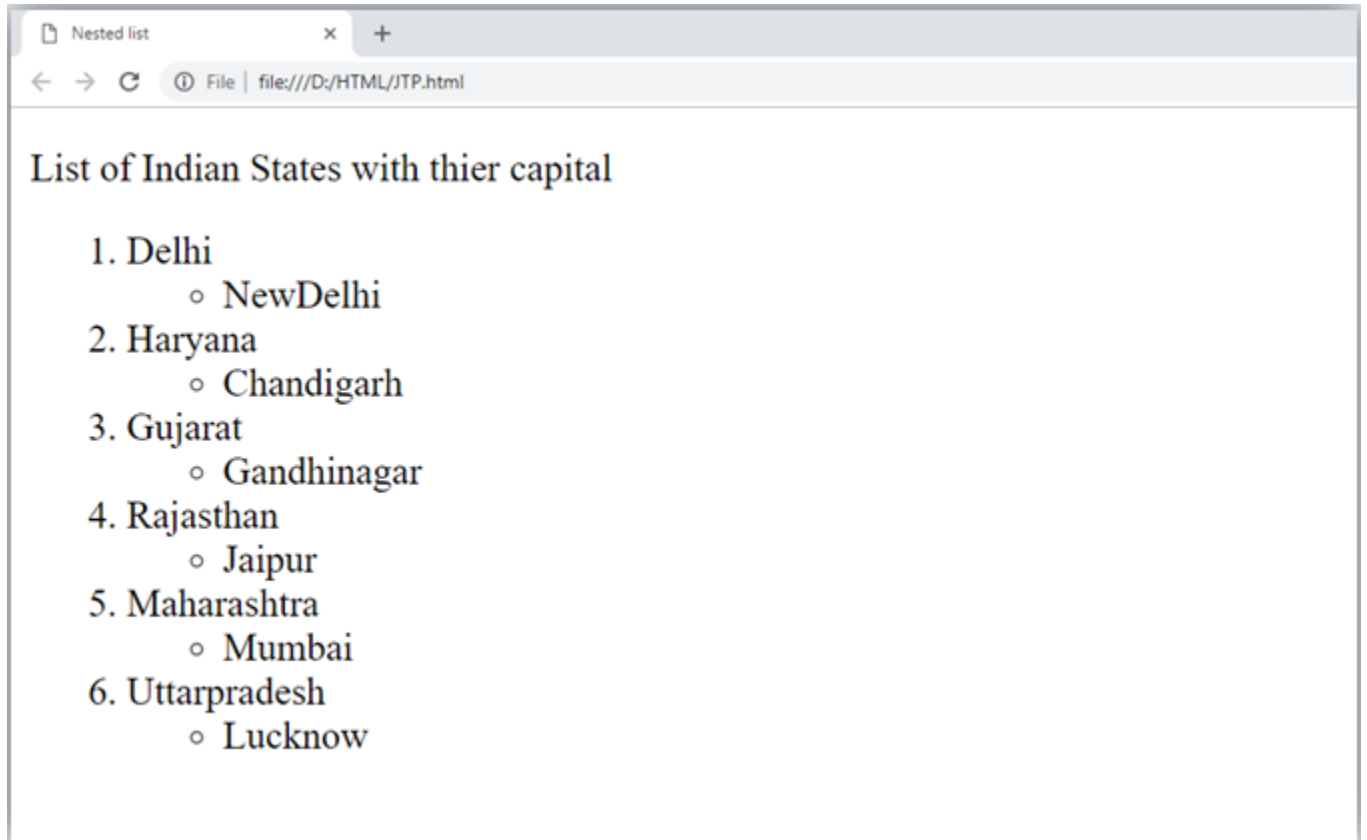 Nested list
File file:///D:/HTML/JTP.html
List of Indian States with thier capital
1. Delhi
○ NewDelhi
2. Haryana
○ Chandigarh
3. Gujarat
○ Gandhinagar
4. Rajasthan
○ Jaipur
5. Maharashtra
○ Mumbai
6. Uttarpradesh
○ Lucknow